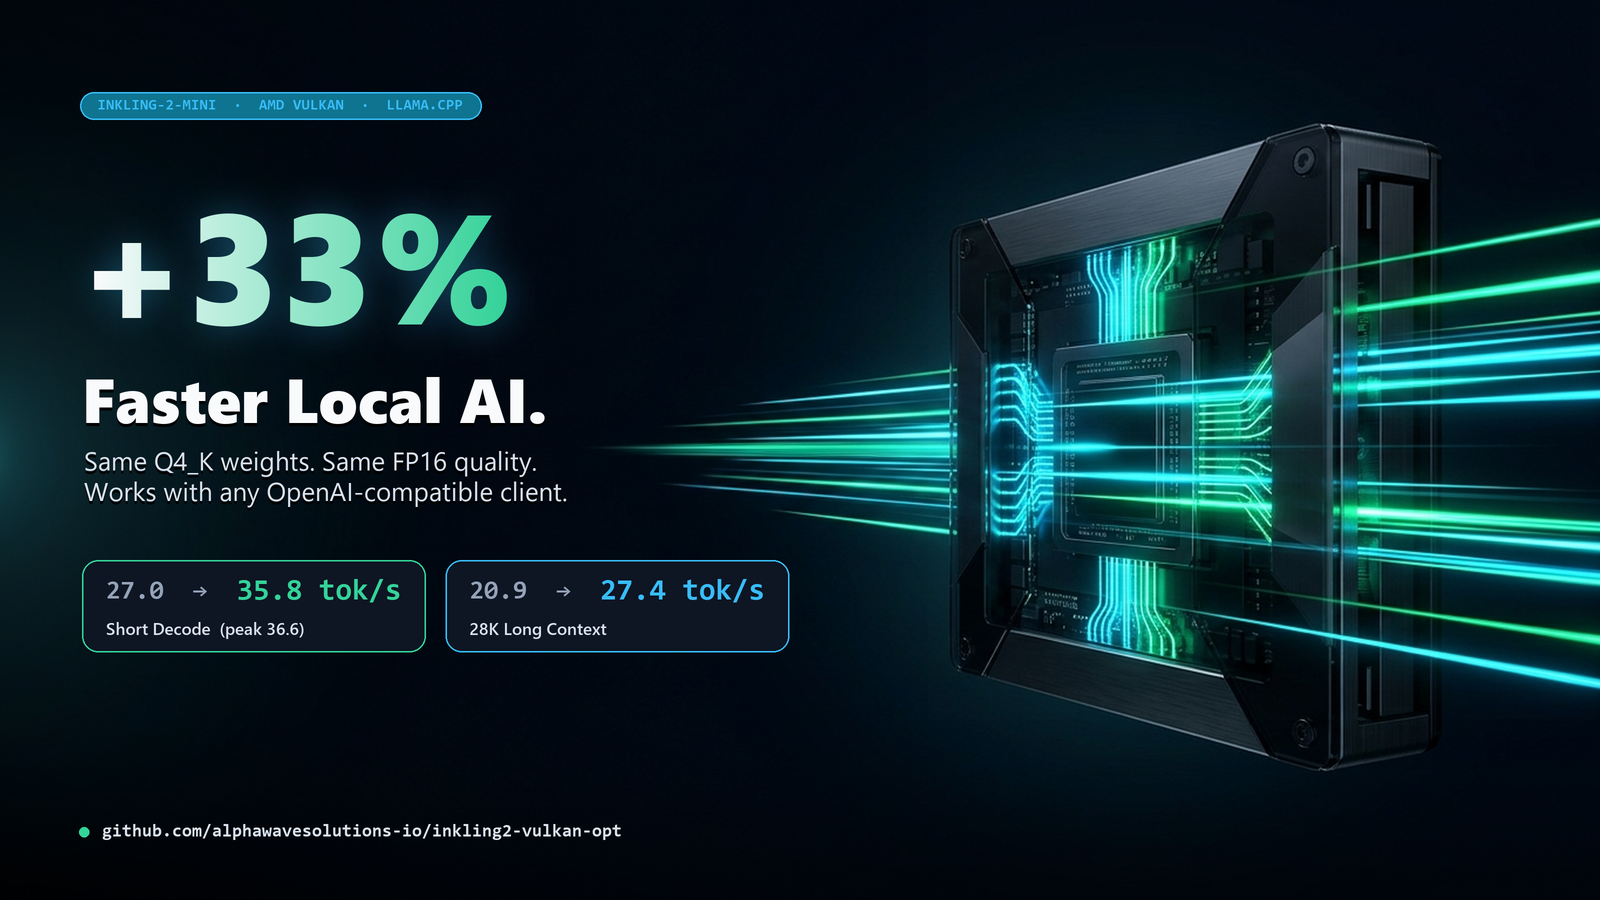 INKLING-2-MINI · AMD VULKAN · LLAMA.CPP
+33%
Faster Local AI.
Same Q4_K weights. Same FP16 quality.
Works with any OpenAI-compatible client.
27.0 → 35.8 tok/s
Short Decode (peak 36.6)
20.9 → 27.4 tok/s
28K Long Context
github.com/alphawavesolutions-io/inkling2-vulkan-opt